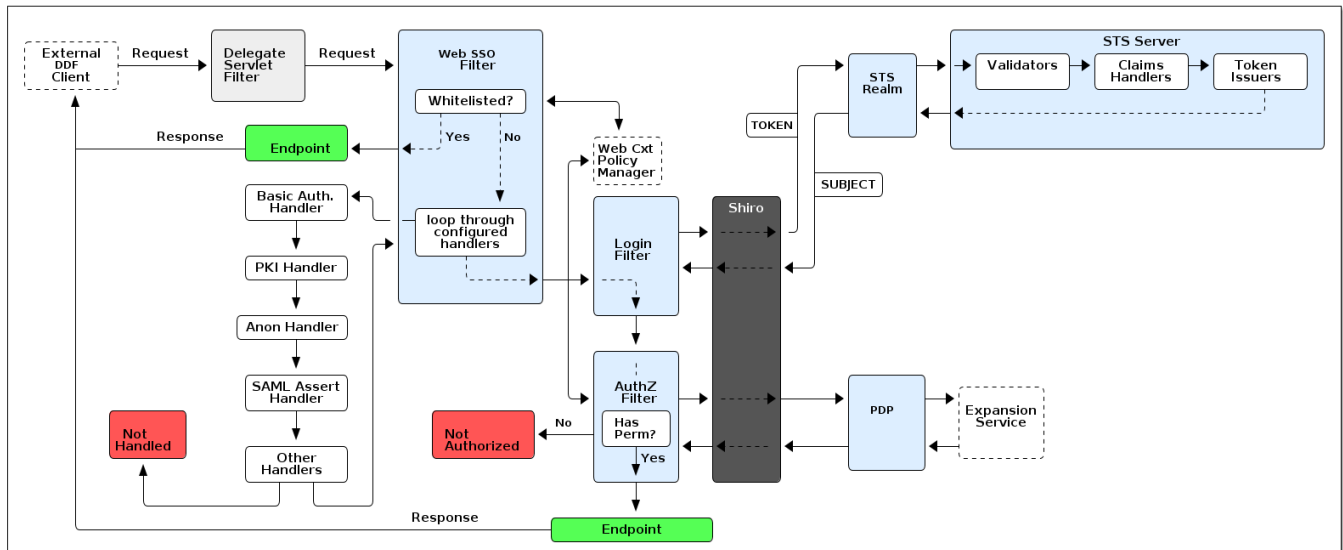 External
DDF
Client
Request
Delegate
Servlet
Filter
Request
Web SSO
Filter
Whitelisted?
Yes
No
Response
Endpoint
Basic Auth.
Handler
loop through
configured
handlers
PKI Handler
Anon Handler
SAML Assert
Handler
Other
Handlers
Not
Handled
Web Cxt
Policy
Manager
Login
Filter
Shiro
TOKEN
SUBJECT
STS
Realm
STS Server
Validators
Claims
Handlers
Token
Issuers
AuthZ
Filter
Has
Perm?
No
Yes
Not
Authorized
PDP
Expansion
Service
Response
Endpoint